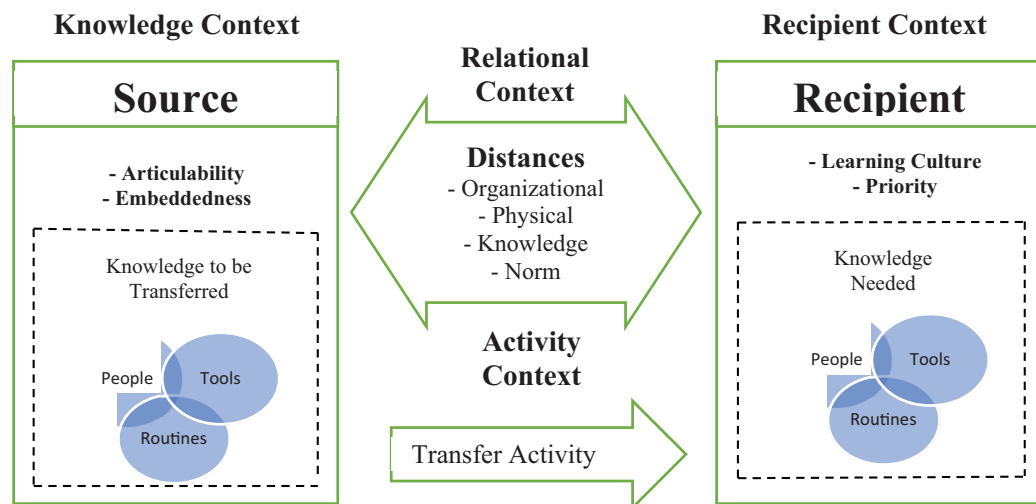 Knowledge Context
Source
- Articulability
- Embeddedness
Knowledge to be
Transferred
People
Tools
Routines
Relational
Context
Distances
- Organizational
- Physical
- Knowledge
- Norm
Activity
Context
Transfer Activity
Recipient Context
Recipient
- Learning Culture
- Priority
Knowledge
Needed
People
Tools
Routines